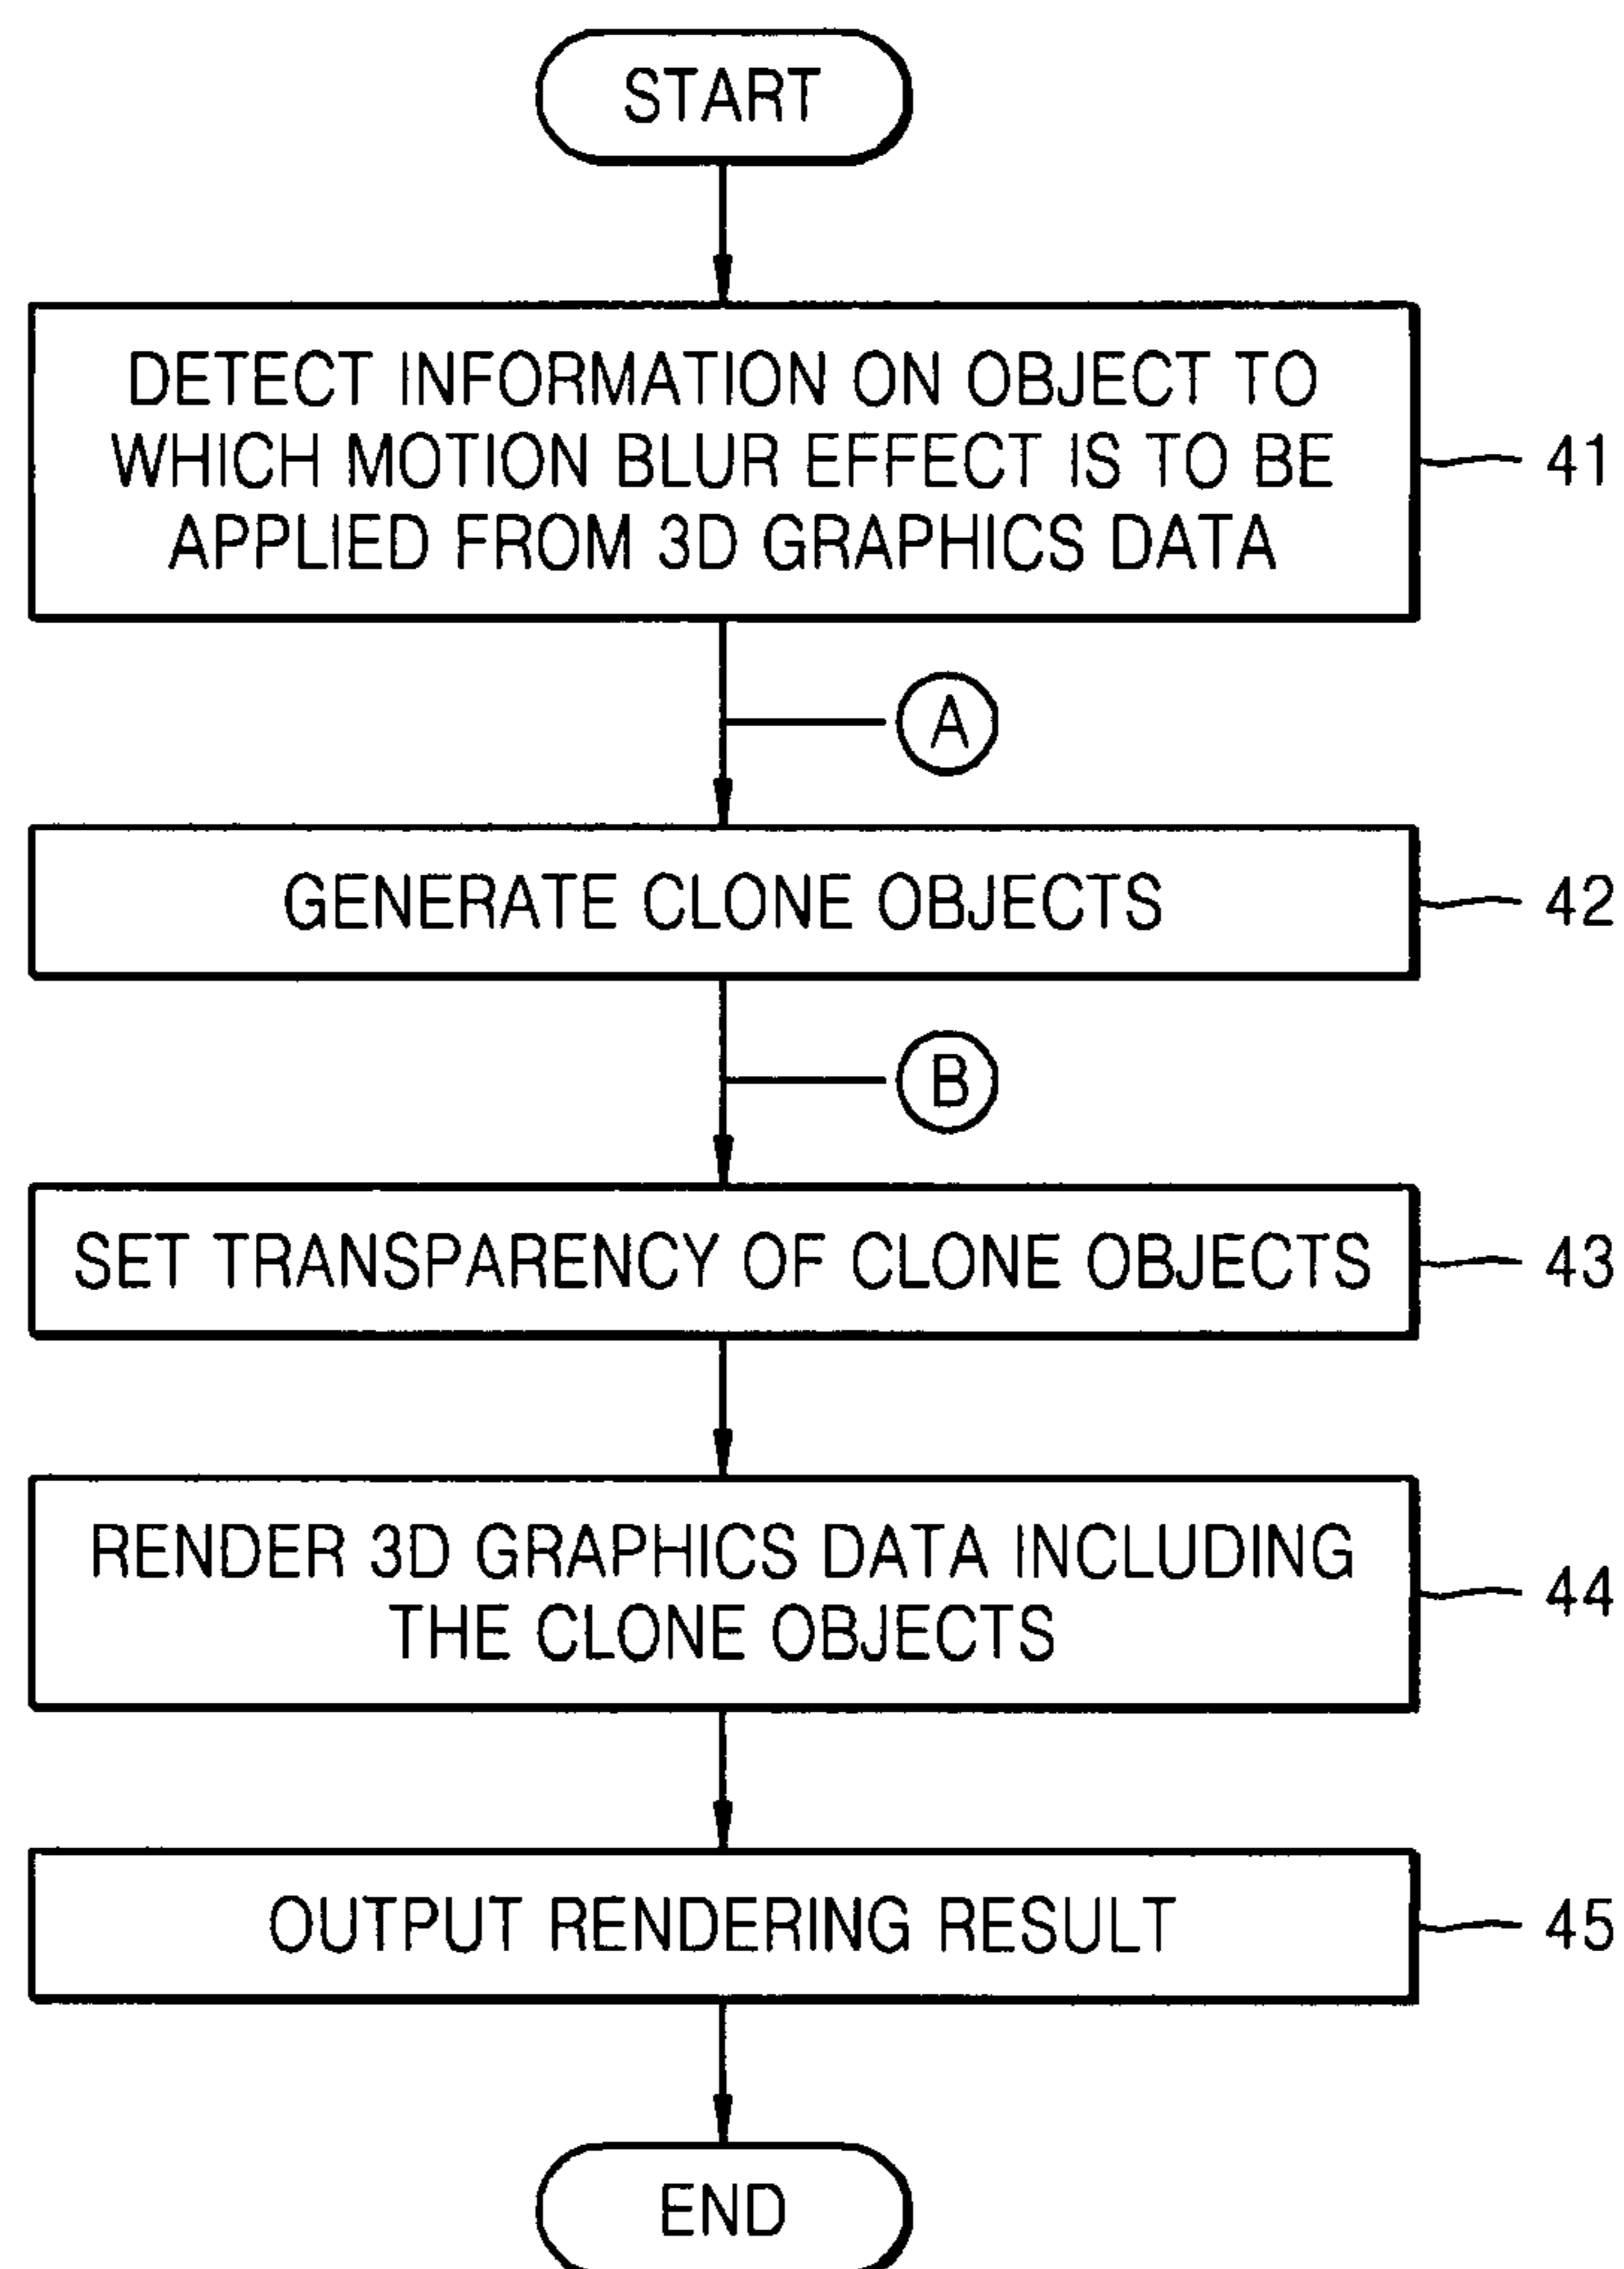 START
DETECT INFORMATION ON OBJECT TO
WHICH MOTION BLUR EFFECT IS TO BE
APPLIED FROM 3D GRAPHICS DATA
41
A
GENERATE CLONE OBJECTS
42
B
SET TRANSPARENCY OF CLONE OBJECTS
43
RENDER 3D GRAPHICS DATA INCLUDING
THE CLONE OBJECTS
44
OUTPUT RENDERING RESULT
45
END